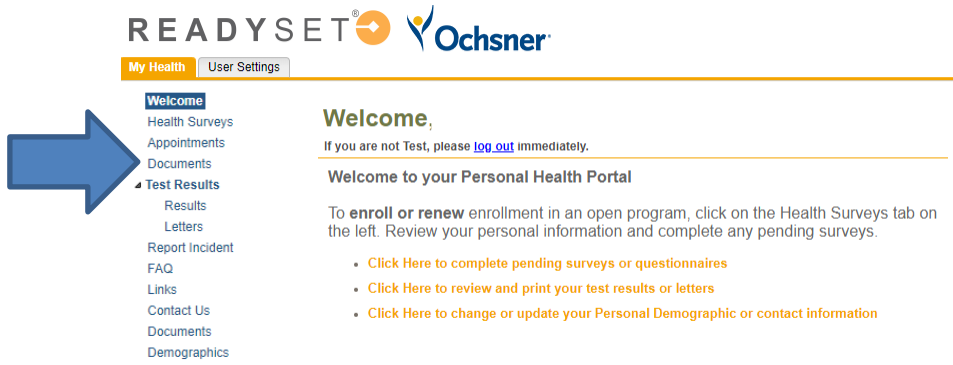 READYSET® Ochsner
My Health User Settings
Welcome
Health Surveys
Appointments
Documents
Test Results
Results
Letters
Report Incident
FAQ
Links
Contact Us
Documents
Demographics
Welcome,
If you are not Test, please log out immediately.
Welcome to your Personal Health Portal
To enroll or renew enrollment in an open program, click on the Health Surveys tab on
the left. Review your personal information and complete any pending surveys.
• Click Here to complete pending surveys or questionnaires
• Click Here to review and print your test results or letters
• Click Here to change or update your Personal Demographic or contact information